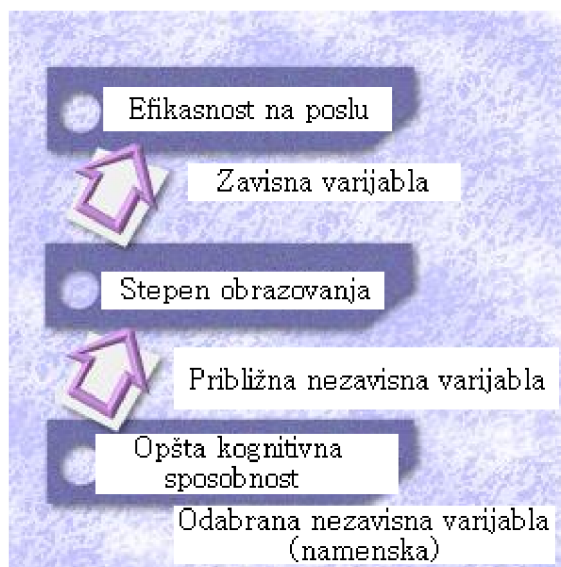 Efikasnost na poslu
Zavisna varijabla
Stepen obrazovanja
Približna nezavisna varijabla
Opšta kognitivna
sposobnost
Odabrana nezavisna varijabla
(namenska)